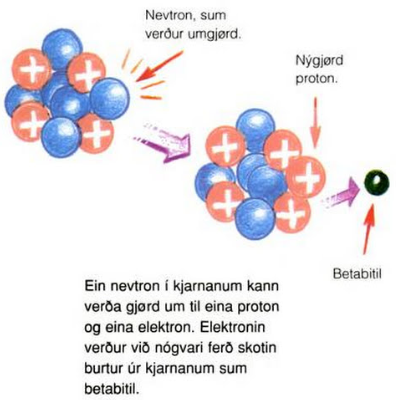 Nevtron, sum
verður umgjørd.
Nýgjørd
proton.
Betabitil
Ein nevtron í kjarnanum kann
verða gjørd um til eina proton
og eina elektron. Elektronin
verður við nógvari ferð skotin
burtur úr kjarnanum sum
betabitil.